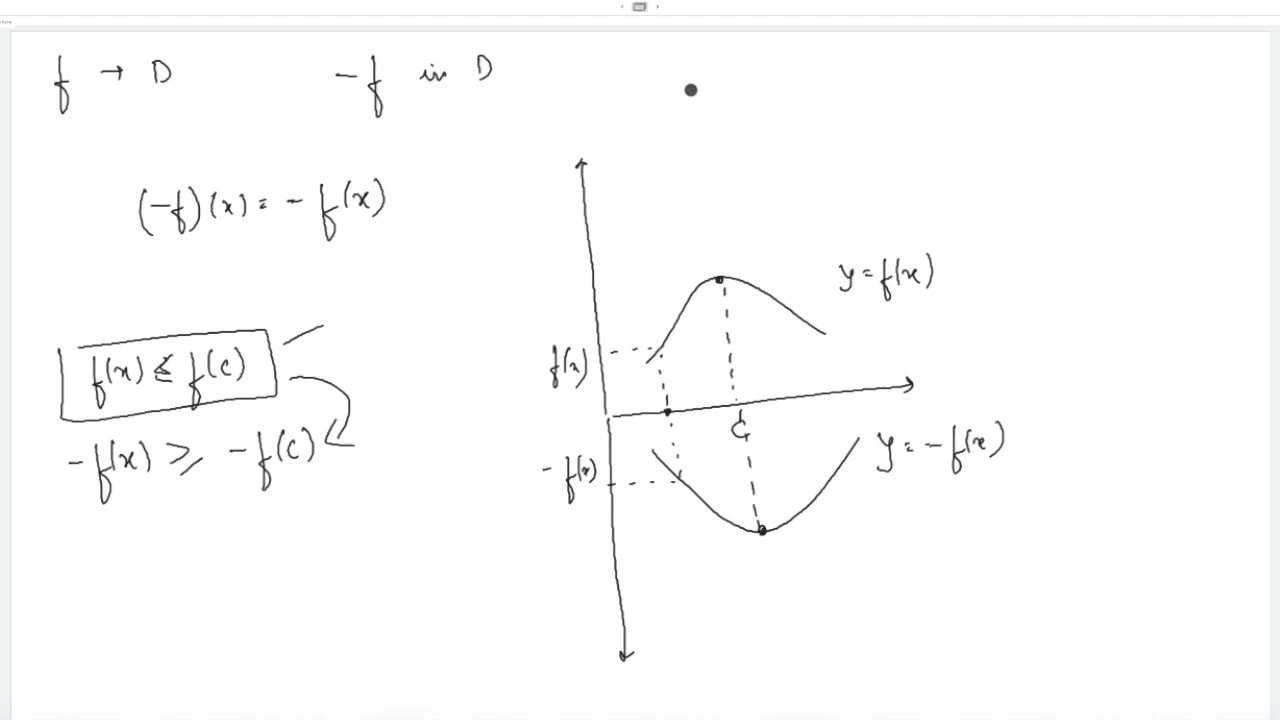 f → D
-f in D
(-f)(x) = - f(x)
f(x) ≤ f(c)
-f(x) ≥ -f(c)
y = f(x)
f(x)
C
- f(x)
y = -f(x)